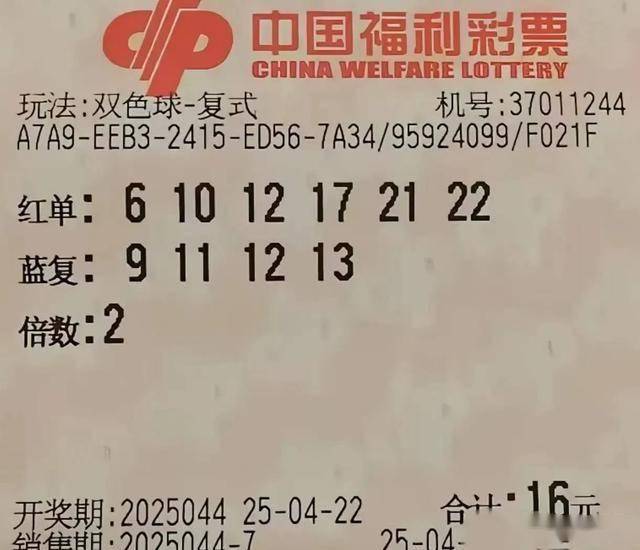 中国福利彩票
CHINA WELFARE LOTTERY
玩法:双色球-复式 机号:37011244
A7A9-EEB3-2415-ED56-7A34/95924099/F021F
红单: 6 10 12 17 21 22
蓝复: 9 11 12 13
倍数:2
开奖期:2025044 25-04-22 合计:16元
销售期:2025044-7 25-04-